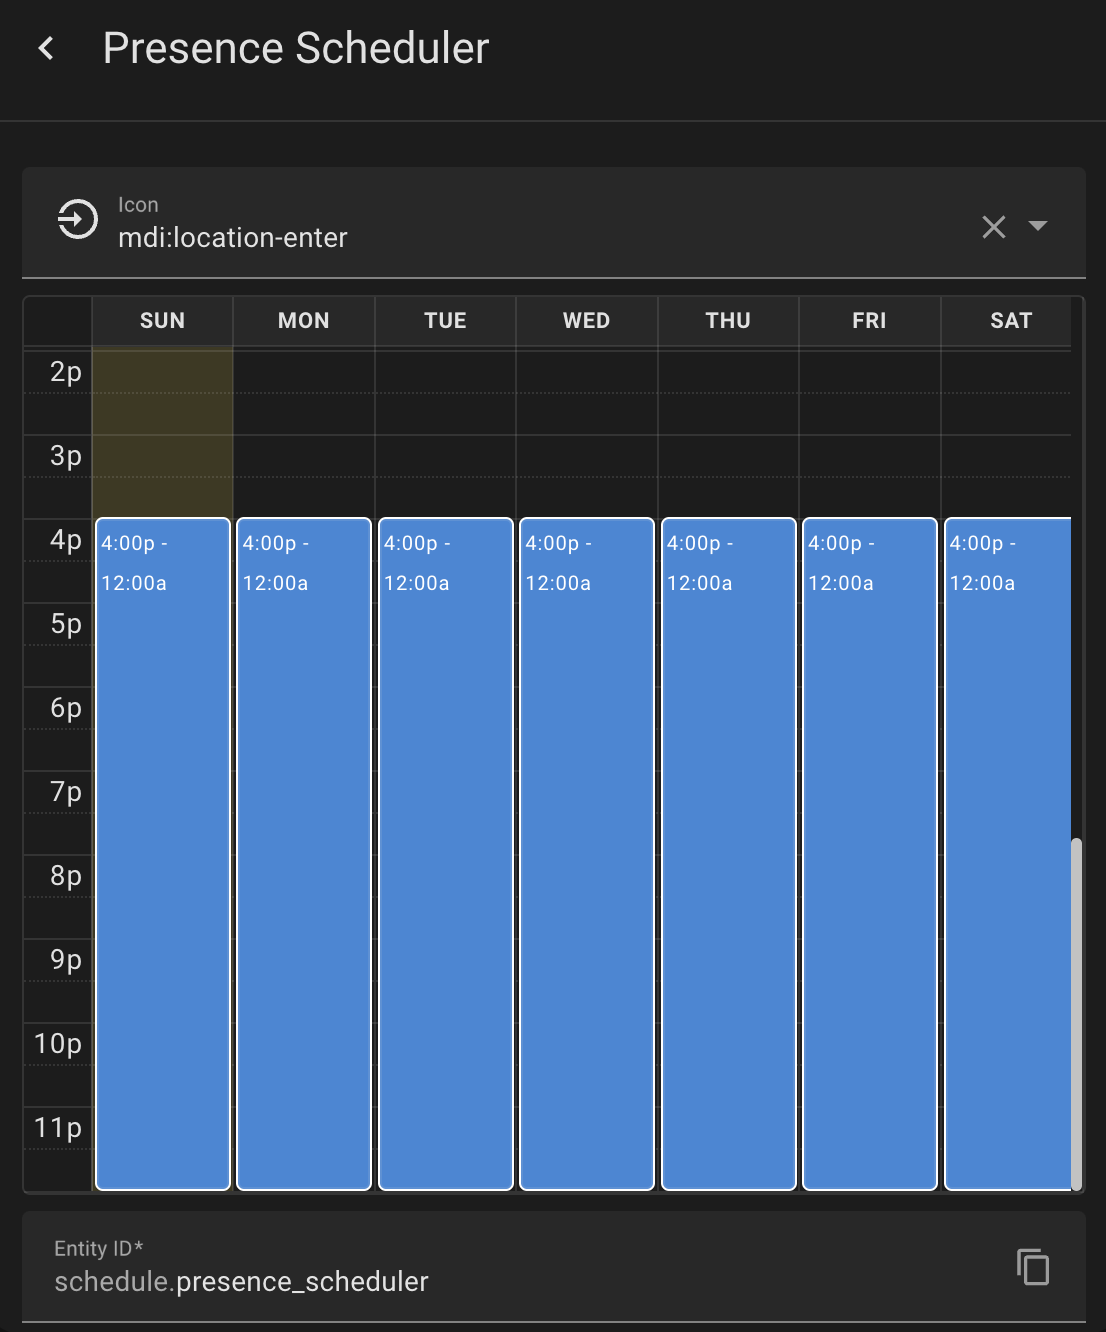 Presence Scheduler
Icon
mdi:location-enter
SUN MON TUE WED THU FRI SAT
2p
3p
4p
4:00p - 4:00p - 4:00p - 4:00p - 4:00p - 4:00p - 4:00p -
12:00a 12:00a 12:00a 12:00a 12:00a 12:00a 12:00a
5p
6p
7p
8p
9p
10p
11p
Entity ID*
schedule.presence_scheduler